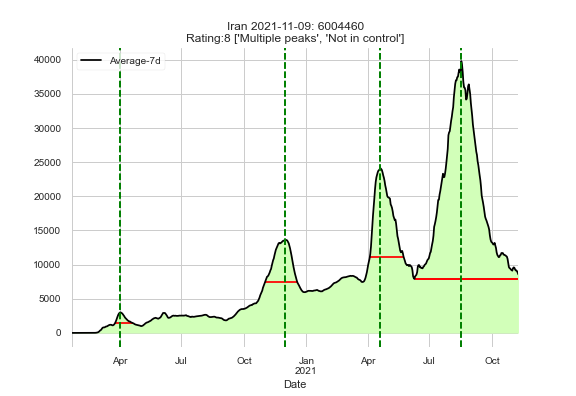 Iran 2021-11-09: 6004460
Rating:8 ['Multiple peaks', 'Not in control']
Average-7d
40000
35000
30000
25000
20000
15000
10000
5000
0
Apr
Jul
Oct
Jan
2021
Apr
Jul
Oct
Date